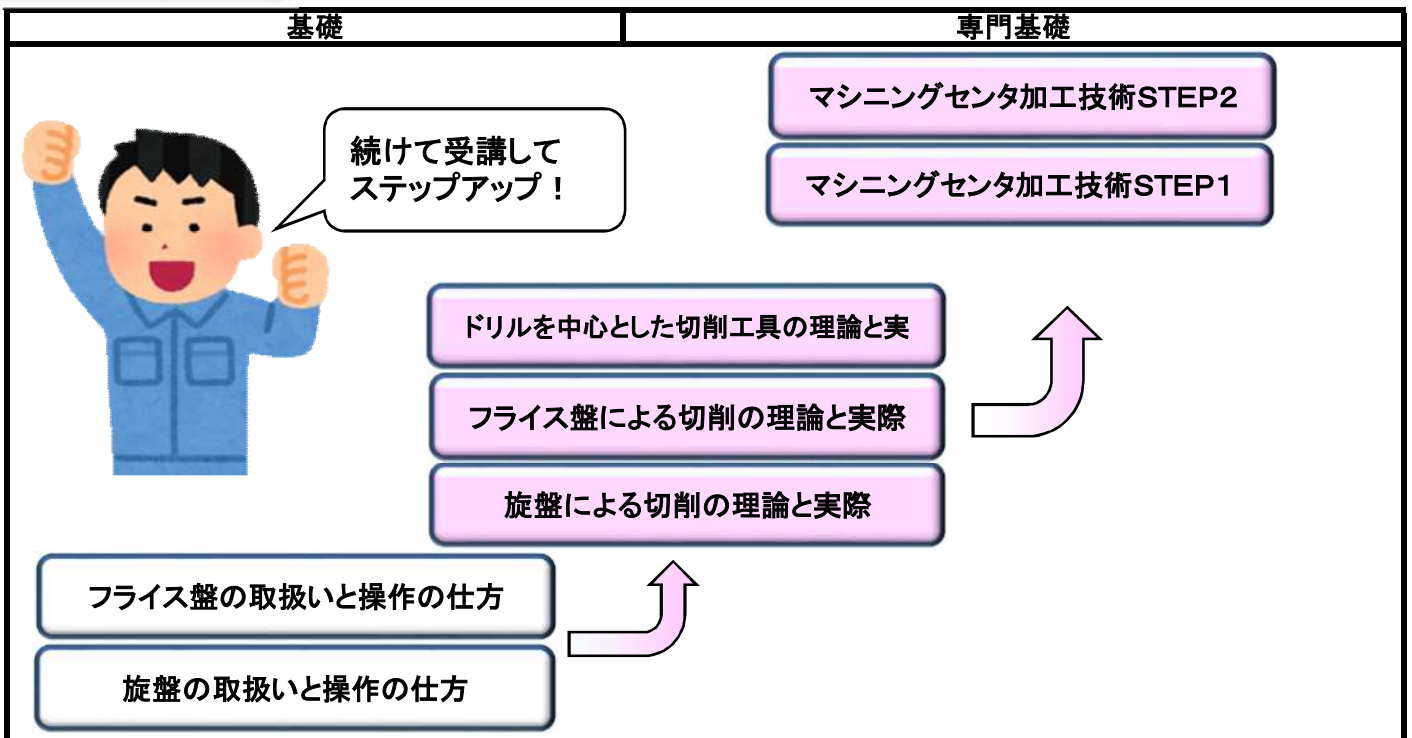 基礎
専門基礎
マシニングセンタ加工技術STEP2
マシニングセンタ加工技術STEP1
続けて受講して
ステップアップ！
ドリルを中心とした切削工具の理論と実
フライス盤による切削の理論と実際
旋盤による切削の理論と実際
フライス盤の取扱いと操作の仕方
旋盤の取扱いと操作の仕方